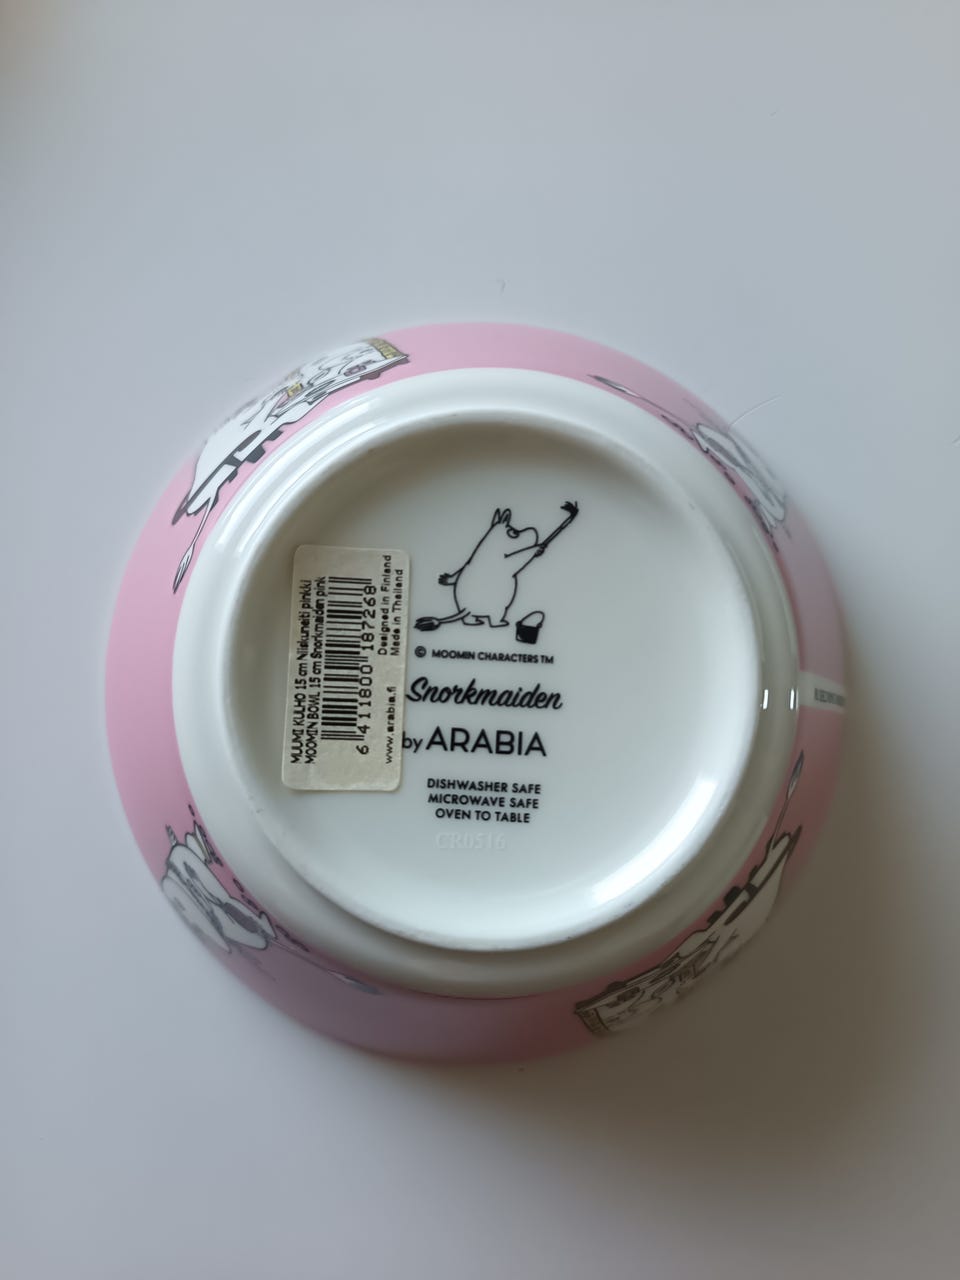 MUUMI KULHO 15 cm Niiskuneiti pinkki
MOOMIN BOWL 15 cm Snorkmaiden pink
6 411800 187268
Designed in Finland
Made in Thailand
www.arabia.fi
© MOOMIN CHARACTERS TM
Snorkmaiden
by ARABIA
DISHWASHER SAFE
MICROWAVE SAFE
OVEN TO TABLE
CR0516